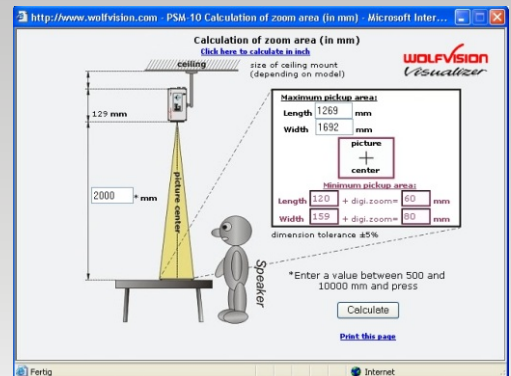 http://www.wolfvision.com - PSM-10 Calculation of zoom area (in mm) - Microsoft Inter...
Calculation of zoom area (in mm)
Click here to calculate in inch
ceiling
size of ceiling mount
(depending on model)
WOLFVISION
Visualizer
129 mm
Maximum pickup area:
Length 1269 mm
Width 1692 mm
picture
center
Minimum pickup area:
Length 120 + digi.zoom= 60 mm
Width 159 + digi.zoom= 80 mm
dimension tolerance ±5%
2000 * mm
picture center
Speaker
*Enter a value between 500 and
10000 mm and press
Calculate
Print this page
Fertig
Internet